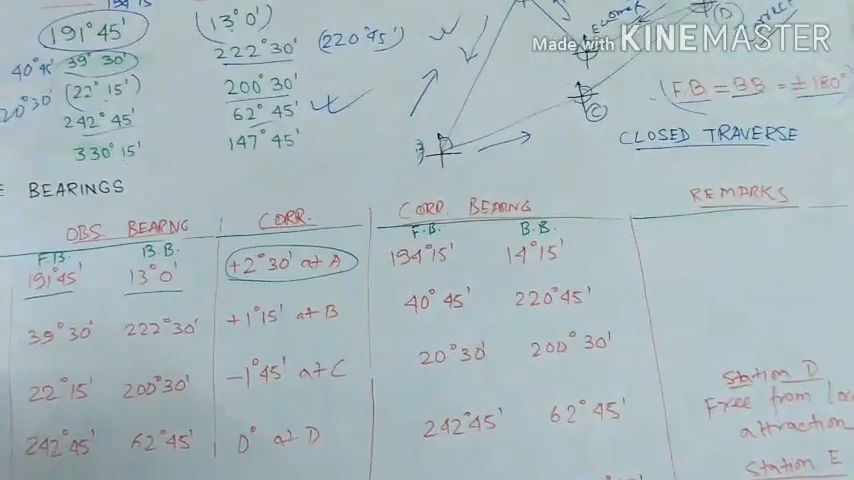 194°15'
191°45' (13°0')
Made with KINEMASTER
D
40°45' 39°30' 222°30' (220°45')
20°30' (22°15') 200°30'
(F.B = BB = ± 180°
242°45' 62°45'
C
330°15' 147°45'
B
CLOSED TRAVERSE
BEARINGS
OBS BEARNG CORR. CORD. BEARNG REMARKS
F.B. B.B. F.B. B.B.
191°45' 13°0' +2°30' at A 194°15' 14°15'
39°30' 222°30' +1°15' at B 40°45' 220°45'
22°15' 200°30' -1°45' at C 20°30' 200°30'
242°45' 62°45' 0° at D 242°45' 62°45'
Station D
Free from
attraction
Station E